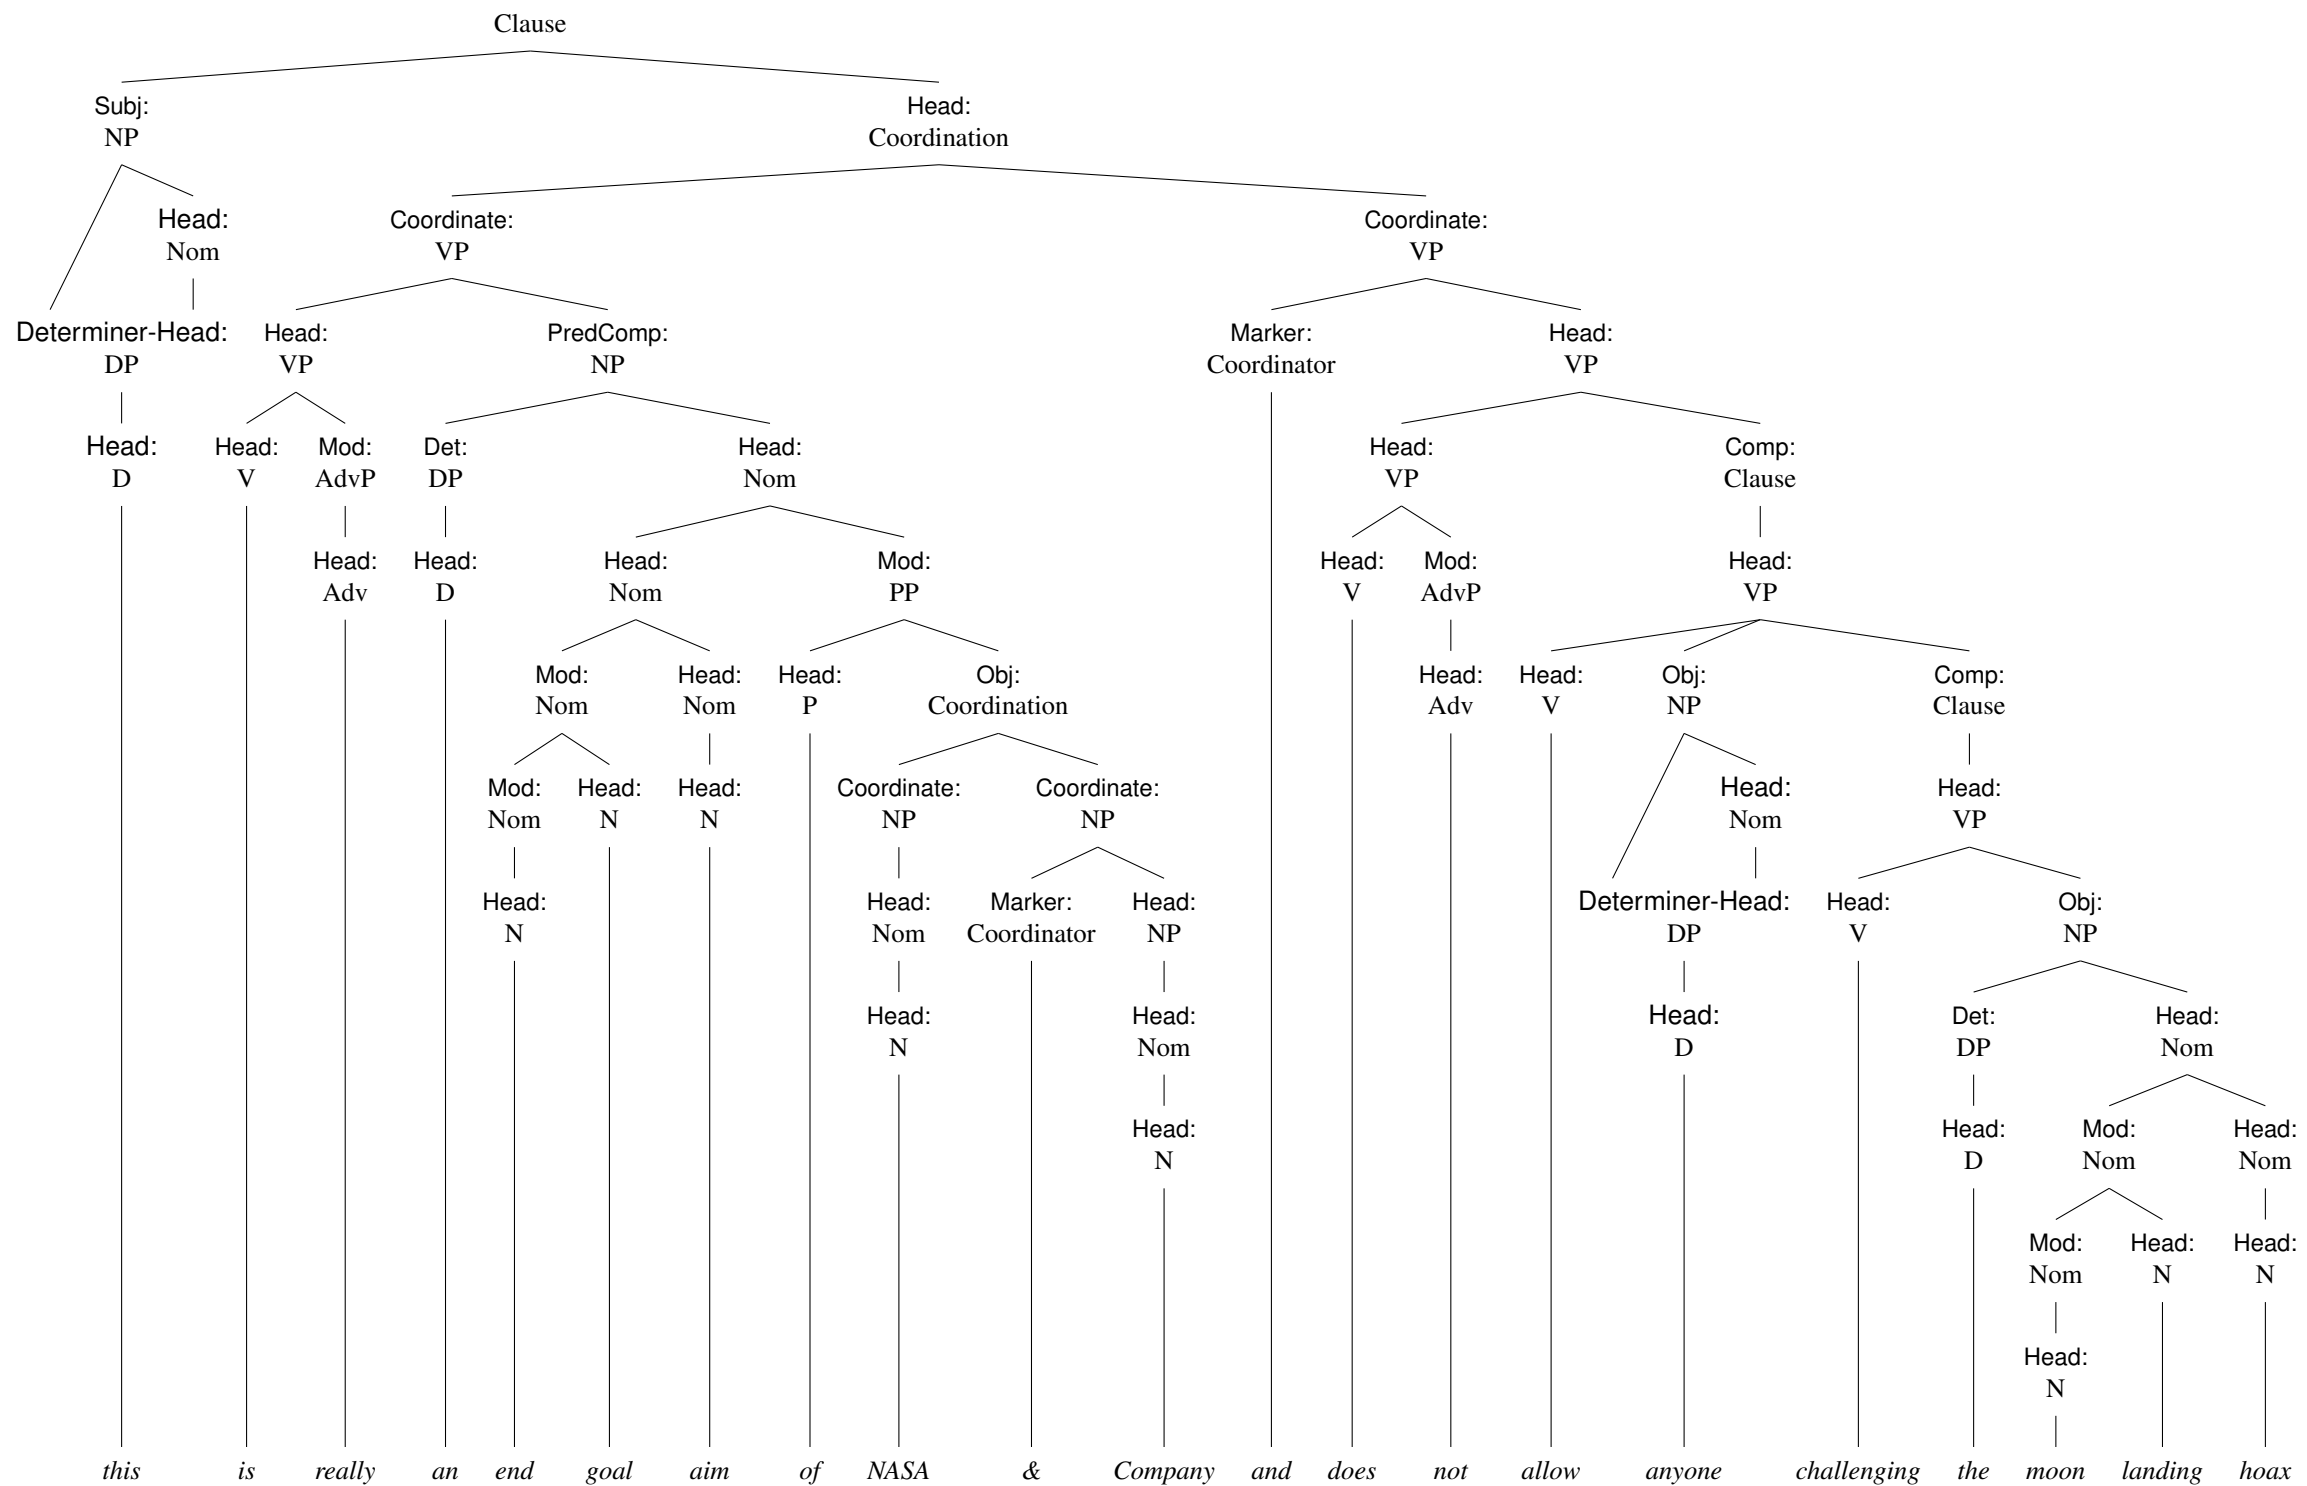 Clause
Subj: Head:
NP Coordination
Head: Coordinate: Coordinate:
Nom VP VP
Determiner-Head: Head: PredComp: Marker: Head:
DP VP NP Coordinator VP
Head: Head: Mod: Det: Head: Head: Comp:
D V AdvP DP Nom VP Clause
Head: Head: Head: Mod: Head: Mod: Head:
Adv D Nom PP V AdvP VP
Mod: Head: Head: Obj: Head: Head: Obj: Comp:
Nom Nom P Coordination Adv V NP Clause
Mod: Head: Head: Coordinate: Coordinate: Head: Head:
Nom N N NP NP Nom VP
Head: Head: Marker: Head: Determiner-Head: Head: Obj:
N Nom Coordinator NP DP V NP
Head: Head: Head: Det: Head:
N Nom D DP Nom
Head: Head: Mod: Head:
N D Nom Nom
Mod: Head: Head:
Nom N N
Head:
N
this is really an end goal aim of NASA & Company and does not allow anyone challenging the moon landing hoax